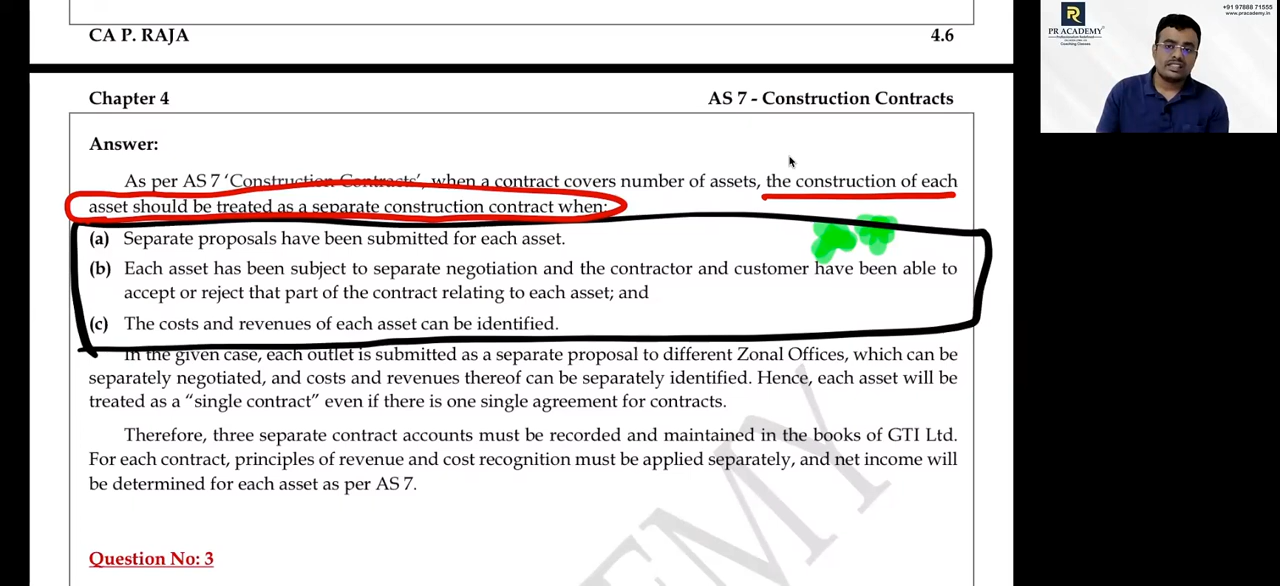 CA P. RAJA 4.6
Chapter 4 AS 7 - Construction Contracts
Answer:
As per AS 7 ‘Construction Contracts’, when a contract covers number of assets, the construction of each
asset should be treated as a separate construction contract when:
(a) Separate proposals have been submitted for each asset.
(b) Each asset has been subject to separate negotiation and the contractor and customer have been able to
accept or reject that part of the contract relating to each asset; and
(c) The costs and revenues of each asset can be identified.
In the given case, each outlet is submitted as a separate proposal to different Zonal Offices, which can be
separately negotiated, and costs and revenues thereof can be separately identified. Hence, each asset will be
treated as a “single contract” even if there is one single agreement for contracts.
Therefore, three separate contract accounts must be recorded and maintained in the books of GTI Ltd.
For each contract, principles of revenue and cost recognition must be applied separately, and net income will
be determined for each asset as per AS 7.
EMY
Question No: 3
+91 97888 71555
www.pracademy.in
PR ACADEMY
Coaching Classes